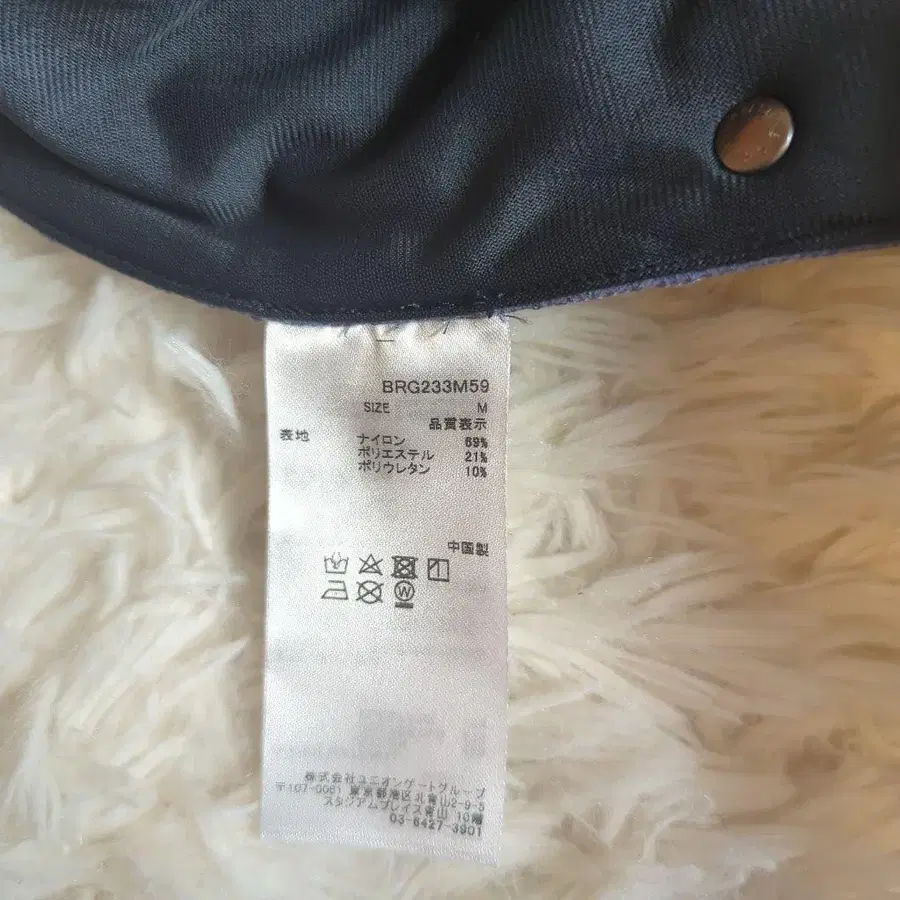 BRG233M59
SIZE M
品質表示
表地 ナイロン 69%
ポリエステル 21%
ポリウレタン 10%
中国製
W
株式会社ユニオンゲートグループ
〒107-0061 東京都港区北青山2-9-5
スタジアムプレイス青山 10階
03-6427-3901